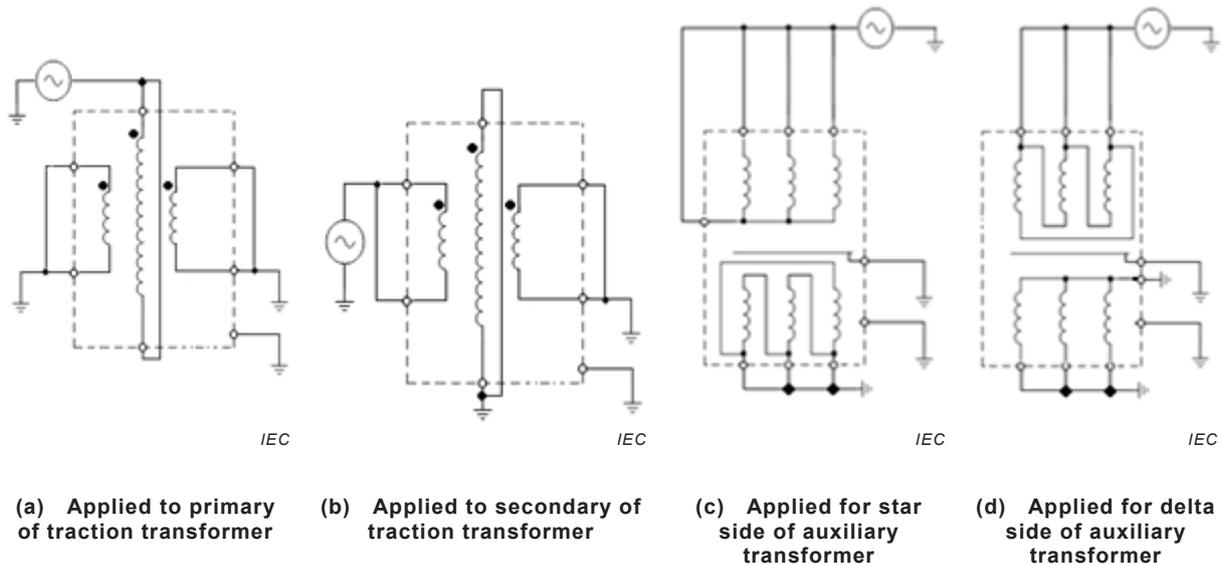 IEC
IEC
IEC
IEC
(a) Applied to primary
of traction transformer
(b) Applied to secondary of
traction transformer
(c) Applied for star
side of auxiliary
transformer
(d) Applied for delta
side of auxiliary
transformer